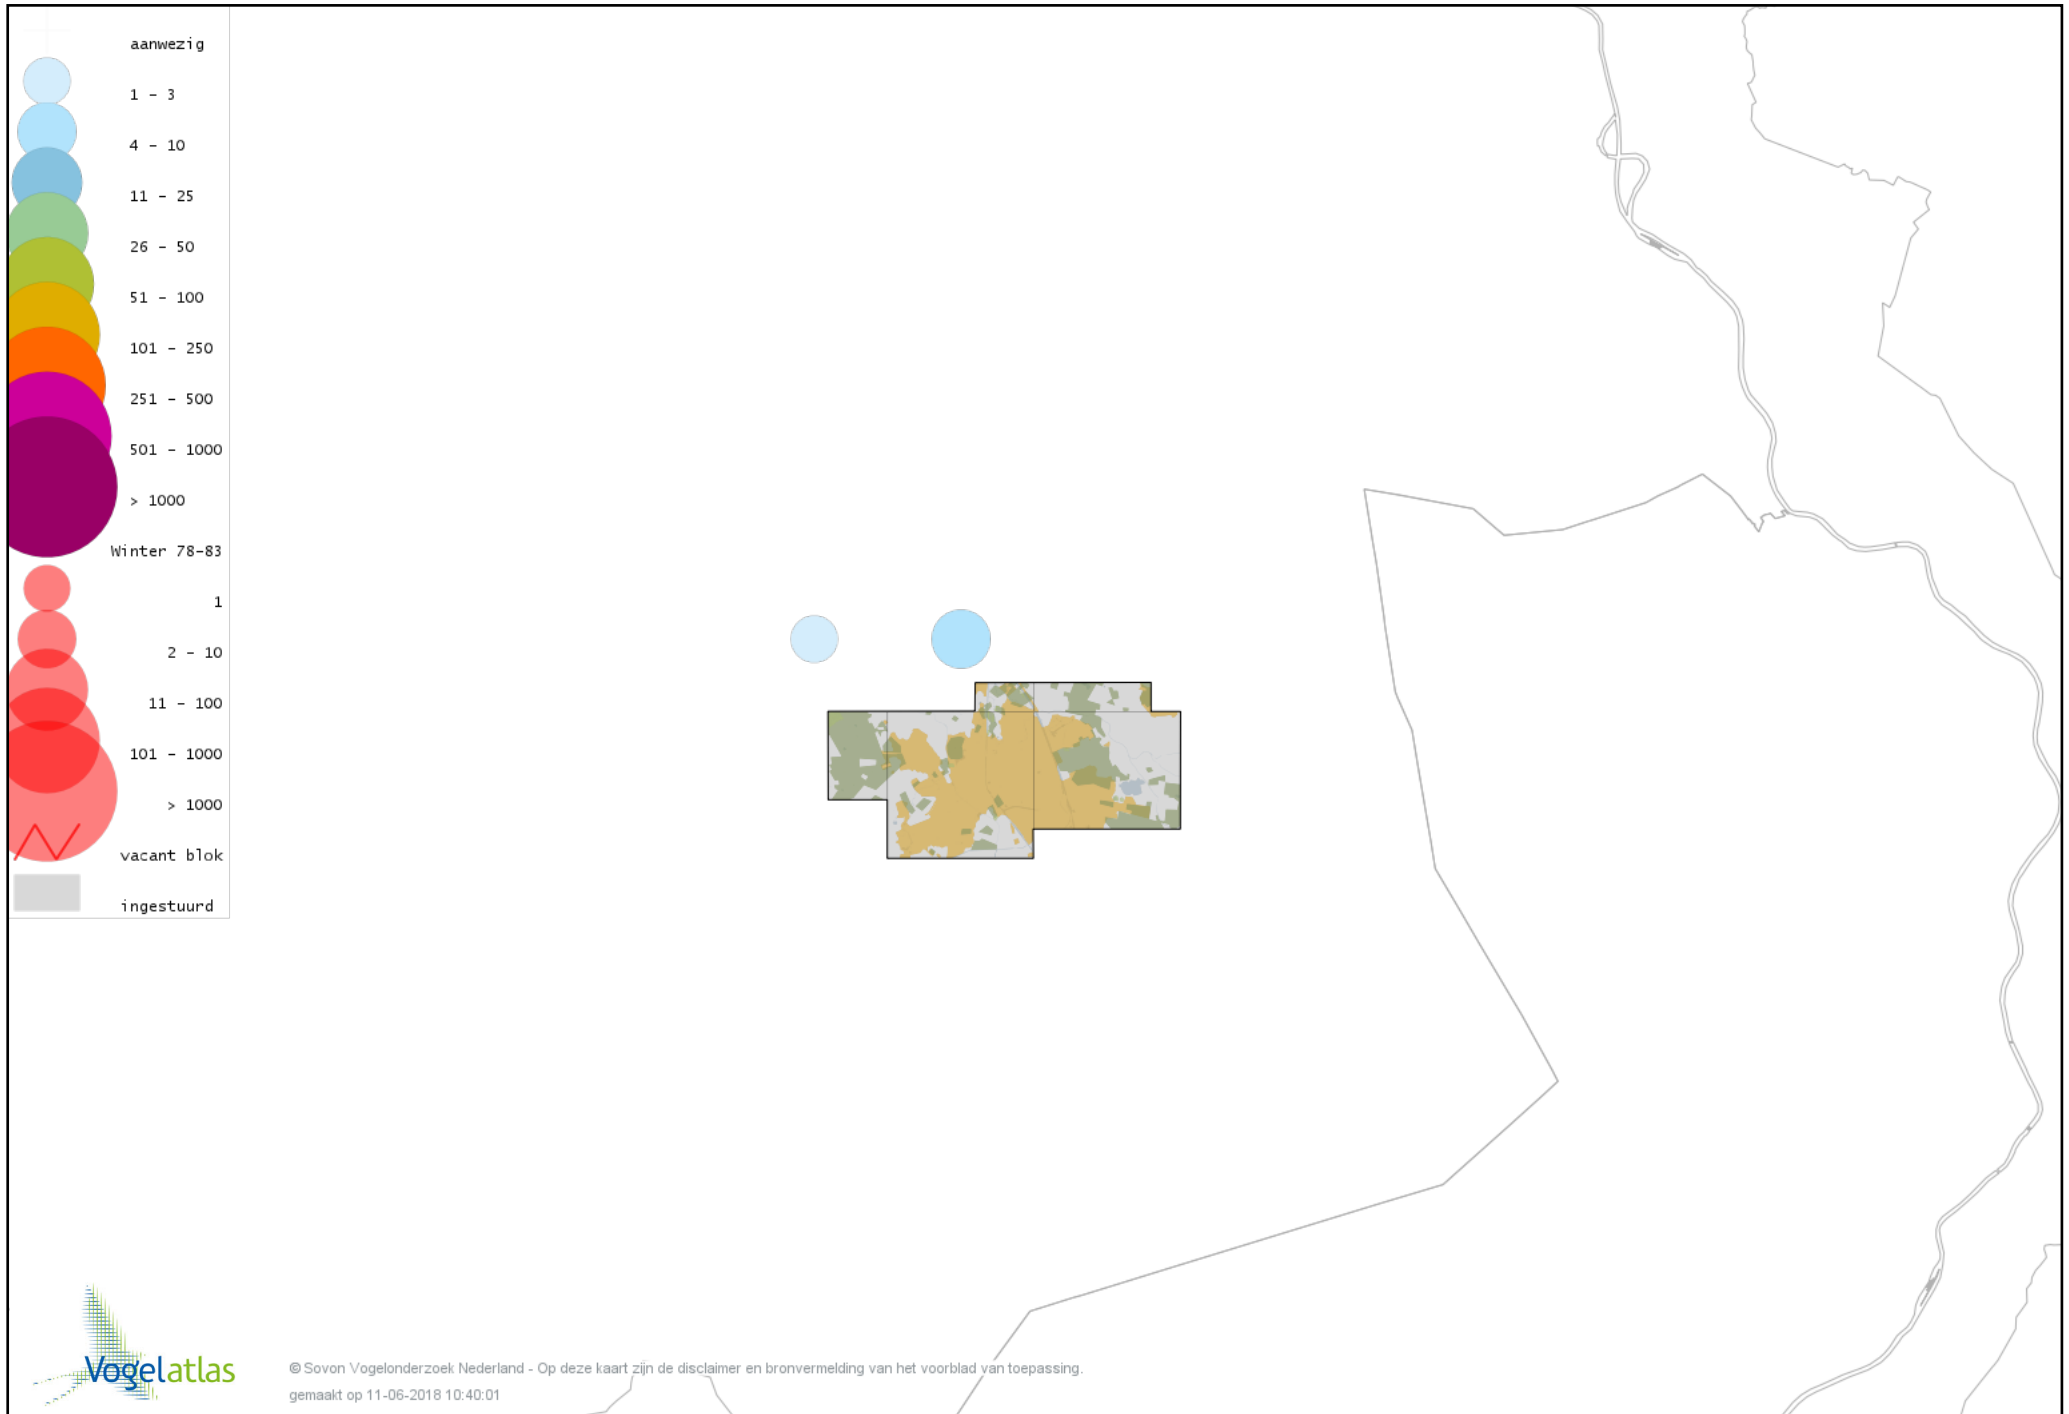 aanwezig
1 - 3
4 - 10
11 - 25
26 - 50
51 - 100
101 - 250
251 - 500
501 - 1000
> 1000
Winter 78-83
1
2 - 10
11 - 100
101 - 1000
> 1000
vacant blok
ingestuurd
Vogelatlas
© Sovon Vogelonderzoek Nederland - Op deze kaart zijn de disclaimer en bronvermelding van het voorblad van toepassing.
gemaakt op 11-06-2018 10:40:01